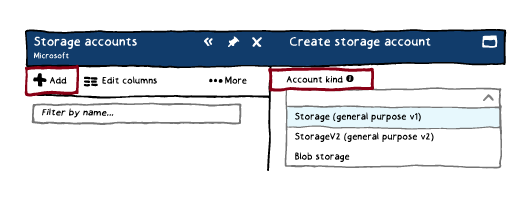 Storage accounts
Microsoft
Add
Edit columns
More
Filter by name...
Create storage account
Account kind
Storage (general purpose v1)
StorageV2 (general purpose v2)
Blob storage